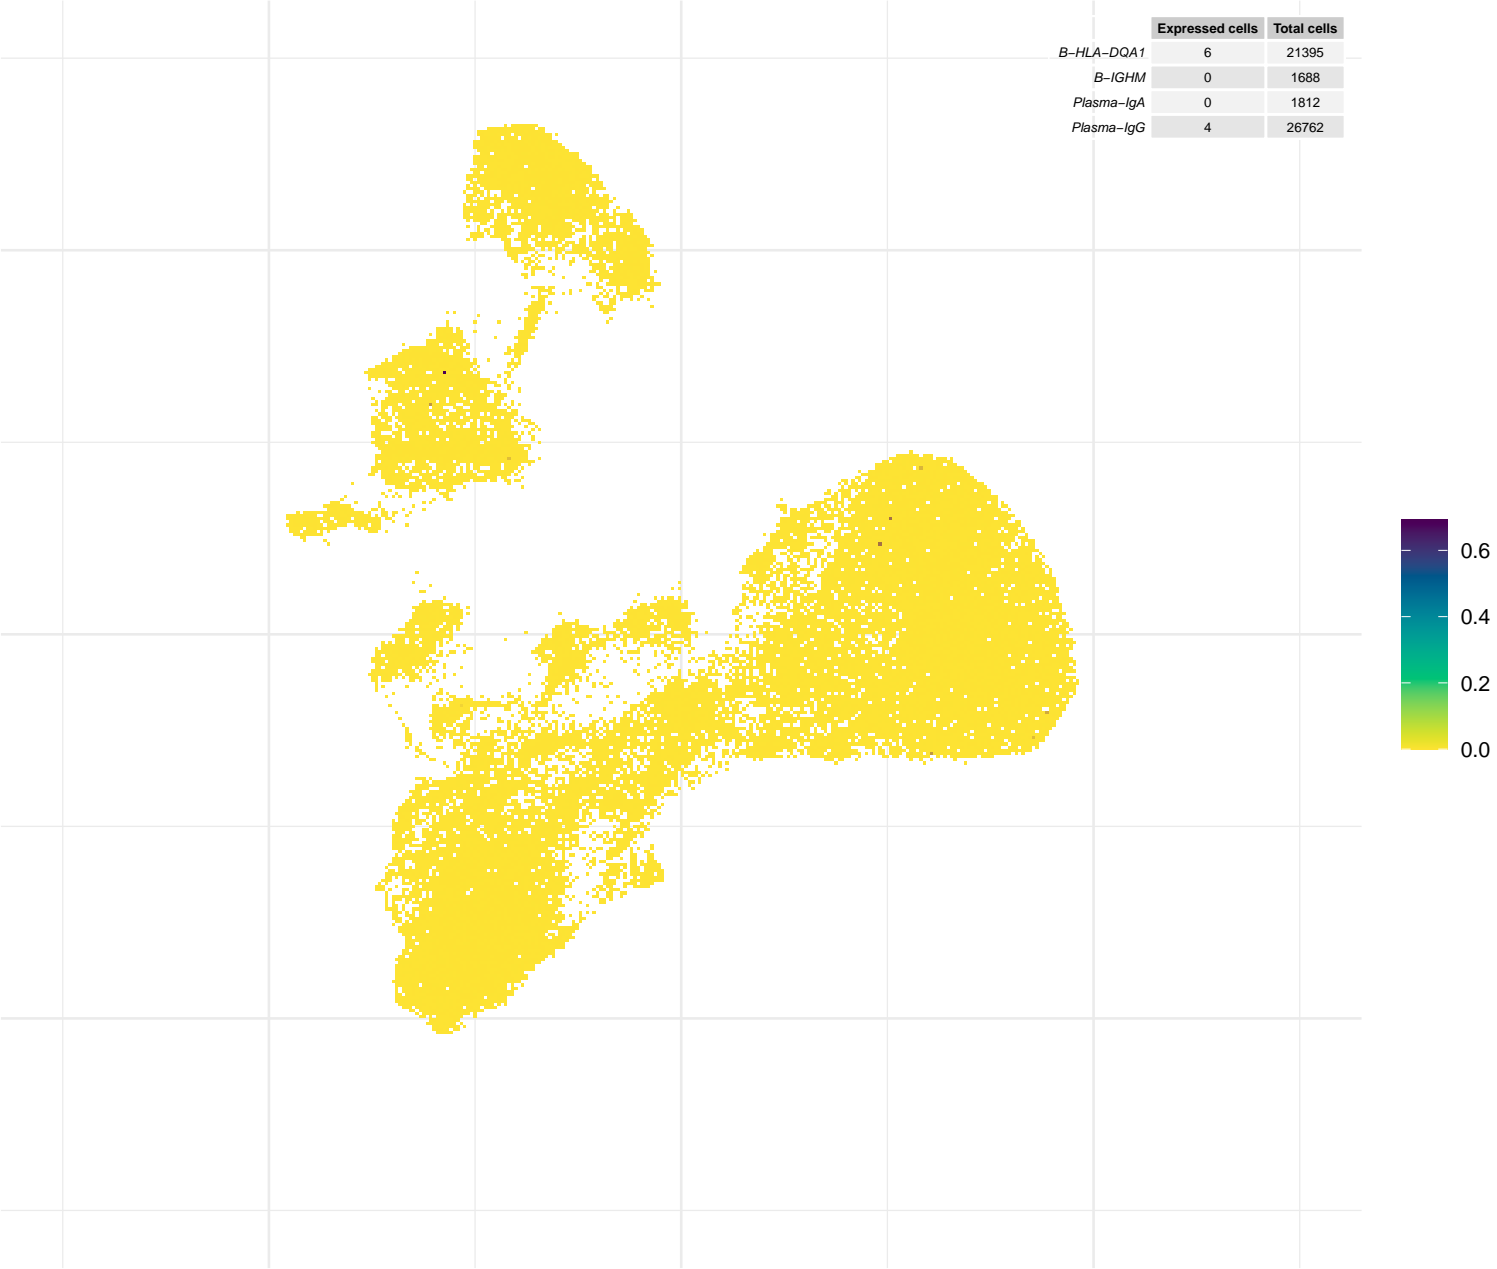 Expressed cells Total cells
B−HLA−DQA1 6 21395
B−IGHM 0 1688
Plasma−IgA 0 1812
Plasma−IgG 4 26762
0.6
0.4
0.2
0.0